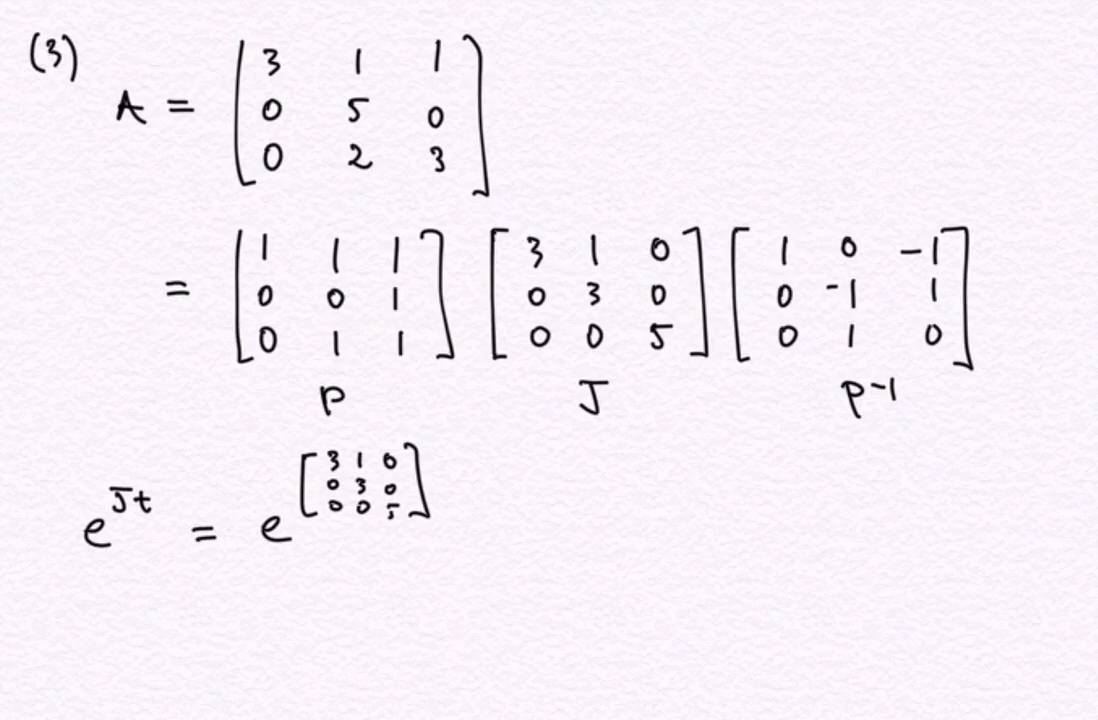 (3)
A = [ 3 1 1
0 5 0
0 2 3 ]
= [ 1 1 1
0 0 1
0 1 1 ] [ 3 1 0
0 3 0
0 0 5 ] [ 1 0 -1
0 -1 1
0 1 0 ]
P J P⁻¹
e^{Jt} = e^{[ 3 1 0
0 3 0
0 0 5 ]}